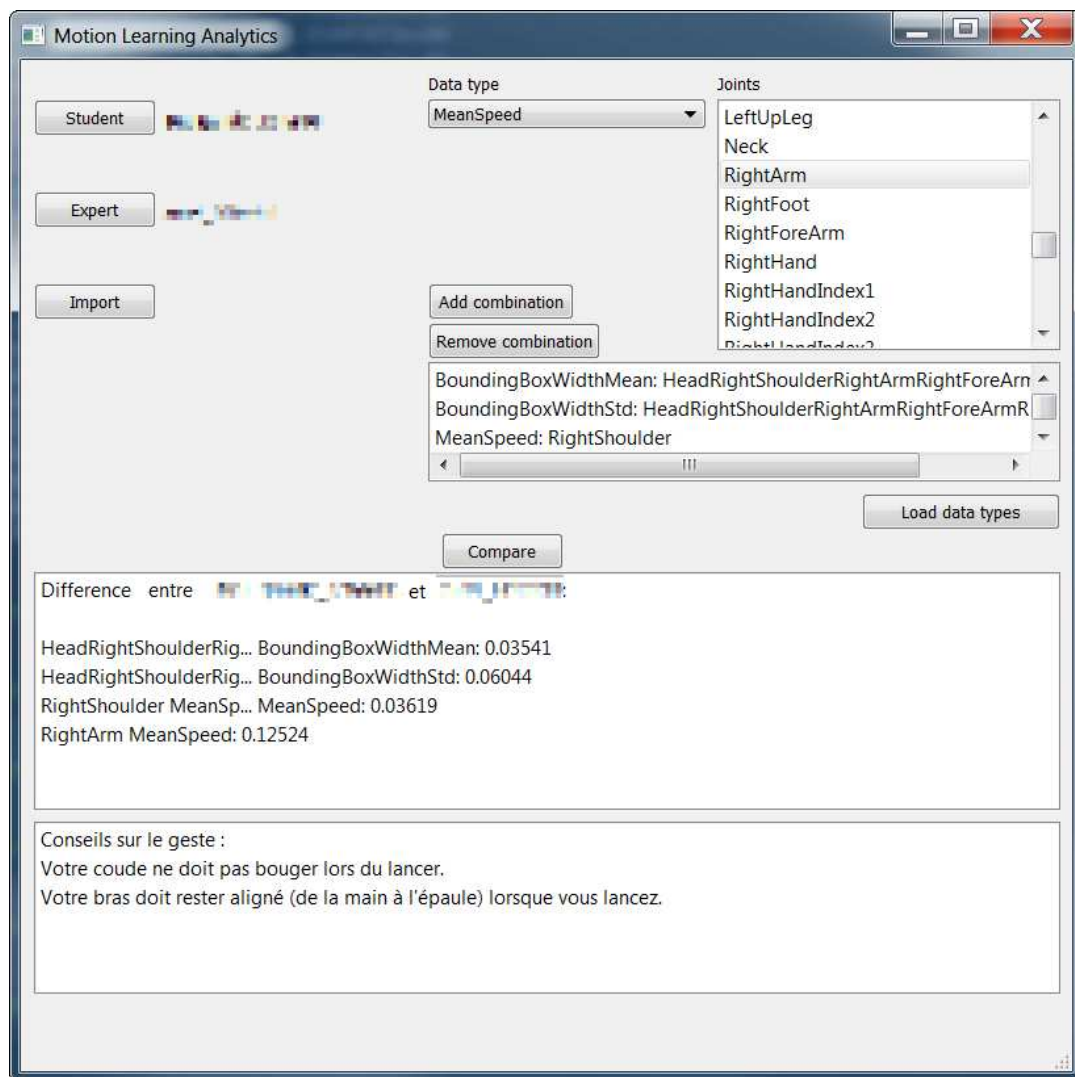 Motion Learning Analytics
Data type
Joints
Student
MeanSpeed
LeftUpLeg
Neck
RightArm
Expert
RightFoot
RightForeArm
RightHand
Import
Add combination
RightHandIndex1
RightHandIndex2
Remove combination
RightHandIndex2
BoundingBoxWidthMean: HeadRightShoulderRightArmRightForeArm
BoundingBoxWidthStd: HeadRightShoulderRightArmRightForeArmR
MeanSpeed: RightShoulder
Load data types
Compare
Difference entre et :
HeadRightShoulderRig... BoundingBoxWidthMean: 0.03541
HeadRightShoulderRig... BoundingBoxWidthStd: 0.06044
RightShoulder MeanSp... MeanSpeed: 0.03619
RightArm MeanSpeed: 0.12524
Conseils sur le geste :
Votre coude ne doit pas bouger lors du lancer.
Votre bras doit rester aligné (de la main à l'épaule) lorsque vous lancez.